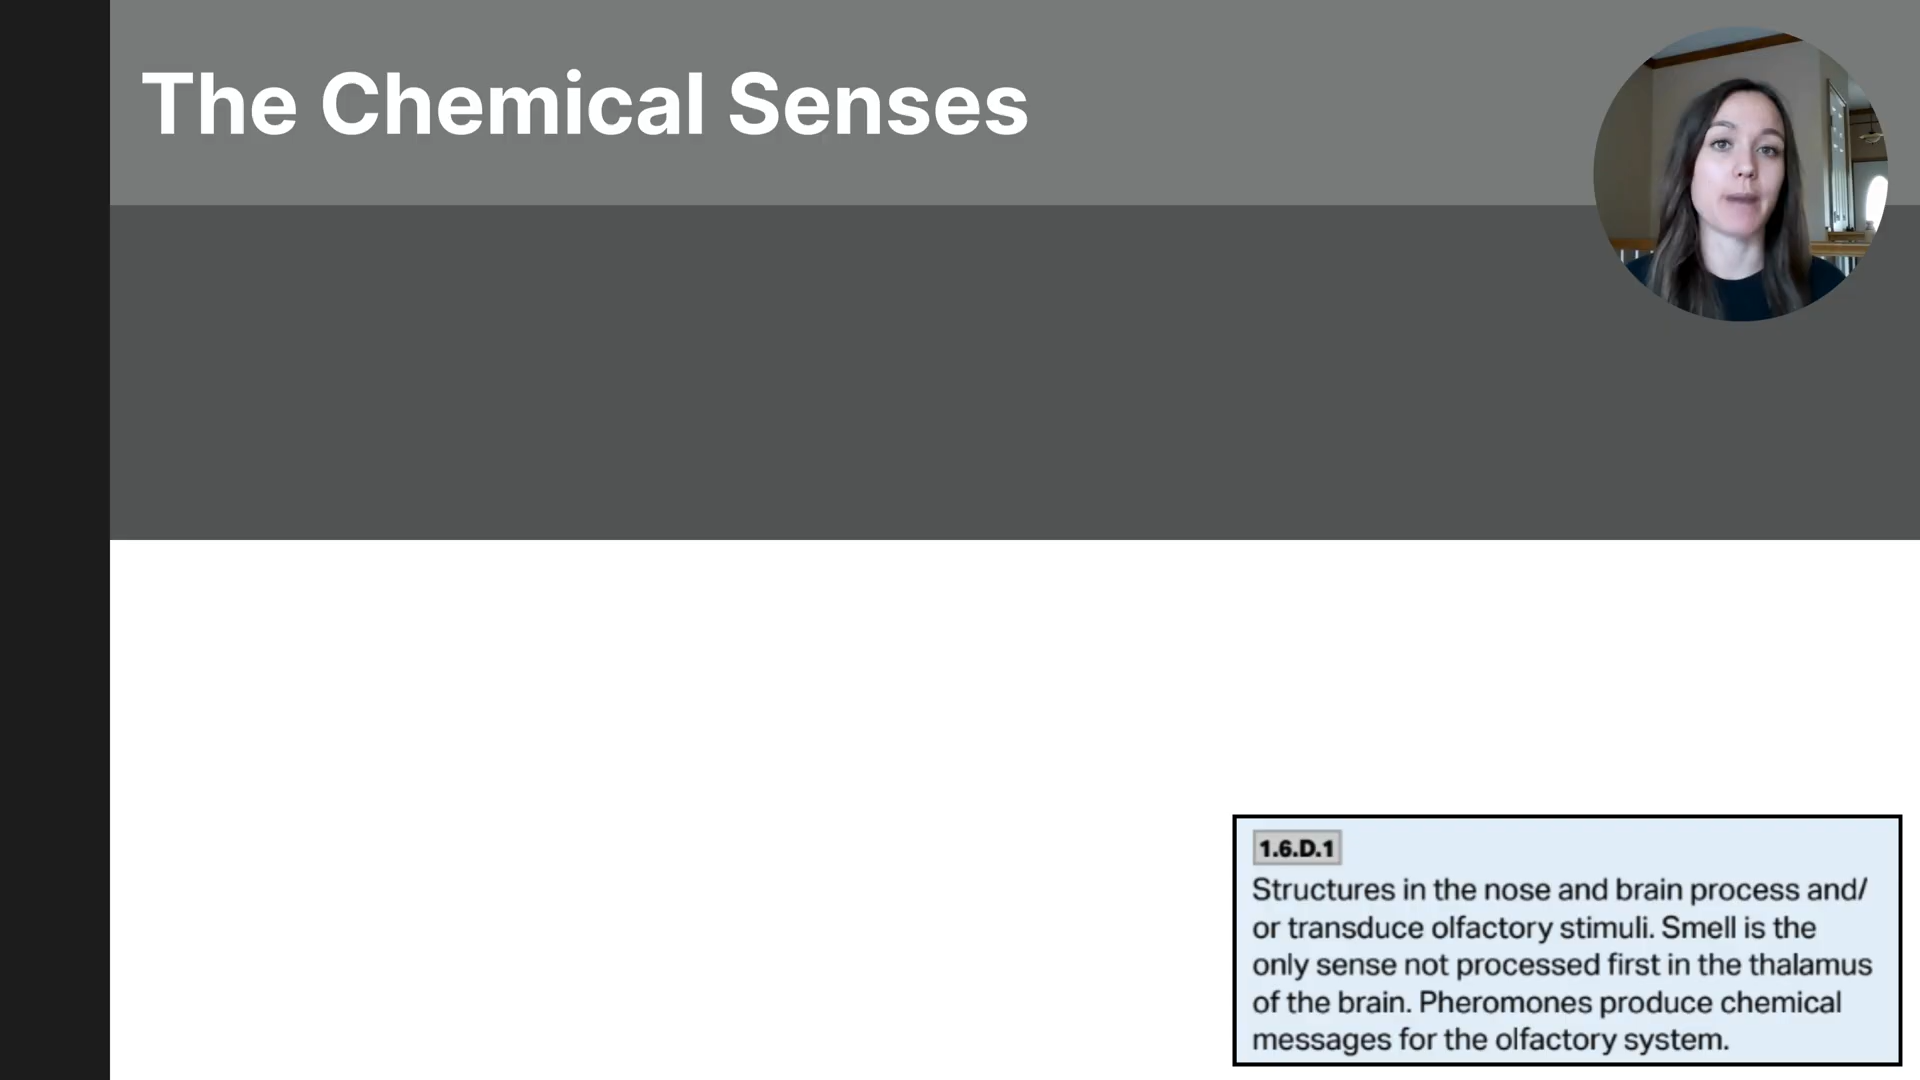 The Chemical Senses
1.6.D.1
Structures in the nose and brain process and/
or transduce olfactory stimuli. Smell is the
only sense not processed first in the thalamus
of the brain. Pheromones produce chemical
messages for the olfactory system.